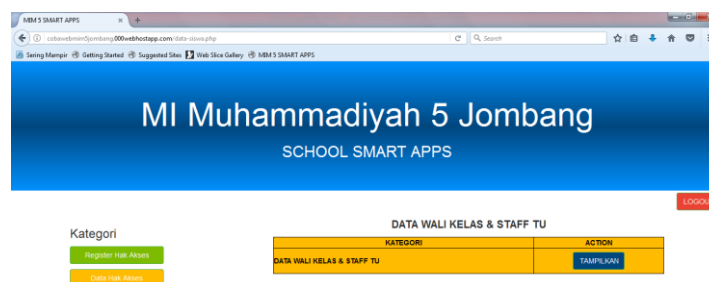 MIM 5 SMART APPS
cobawebmim5jombang.000webhostapp.com/data-siswa.php
Search
Sering Mampir Getting Started Suggested Sites Web Slice Gallery MIM 5 SMART APPS
MI Muhammadiyah 5 Jombang
SCHOOL SMART APPS
LOGOU
Kategori
Register Hak Akses
Data Hak Akses
DATA WALI KELAS & STAFF TU
KATEGORI ACTION
DATA WALI KELAS & STAFF TU TAMPILKAN